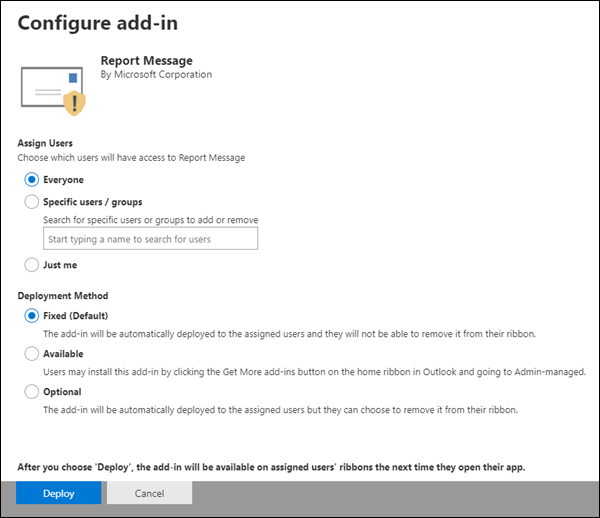 Configure add-in
Report Message
By Microsoft Corporation
Assign Users
Choose which users will have access to Report Message
Everyone
Specific users / groups
Search for specific users or groups to add or remove
Start typing a name to search for users
Just me
Deployment Method
Fixed (Default)
The add-in will be automatically deployed to the assigned users and they will not be able to remove it from their ribbon.
Available
Users may install this add-in by clicking the Get More add-ins button on the home ribbon in Outlook and going to Admin-managed.
Optional
The add-in will be automatically deployed to the assigned users but they can choose to remove it from their ribbon.
After you choose 'Deploy', the add-in will be available on assigned users' ribbons the next time they open their app.
Deploy Cancel